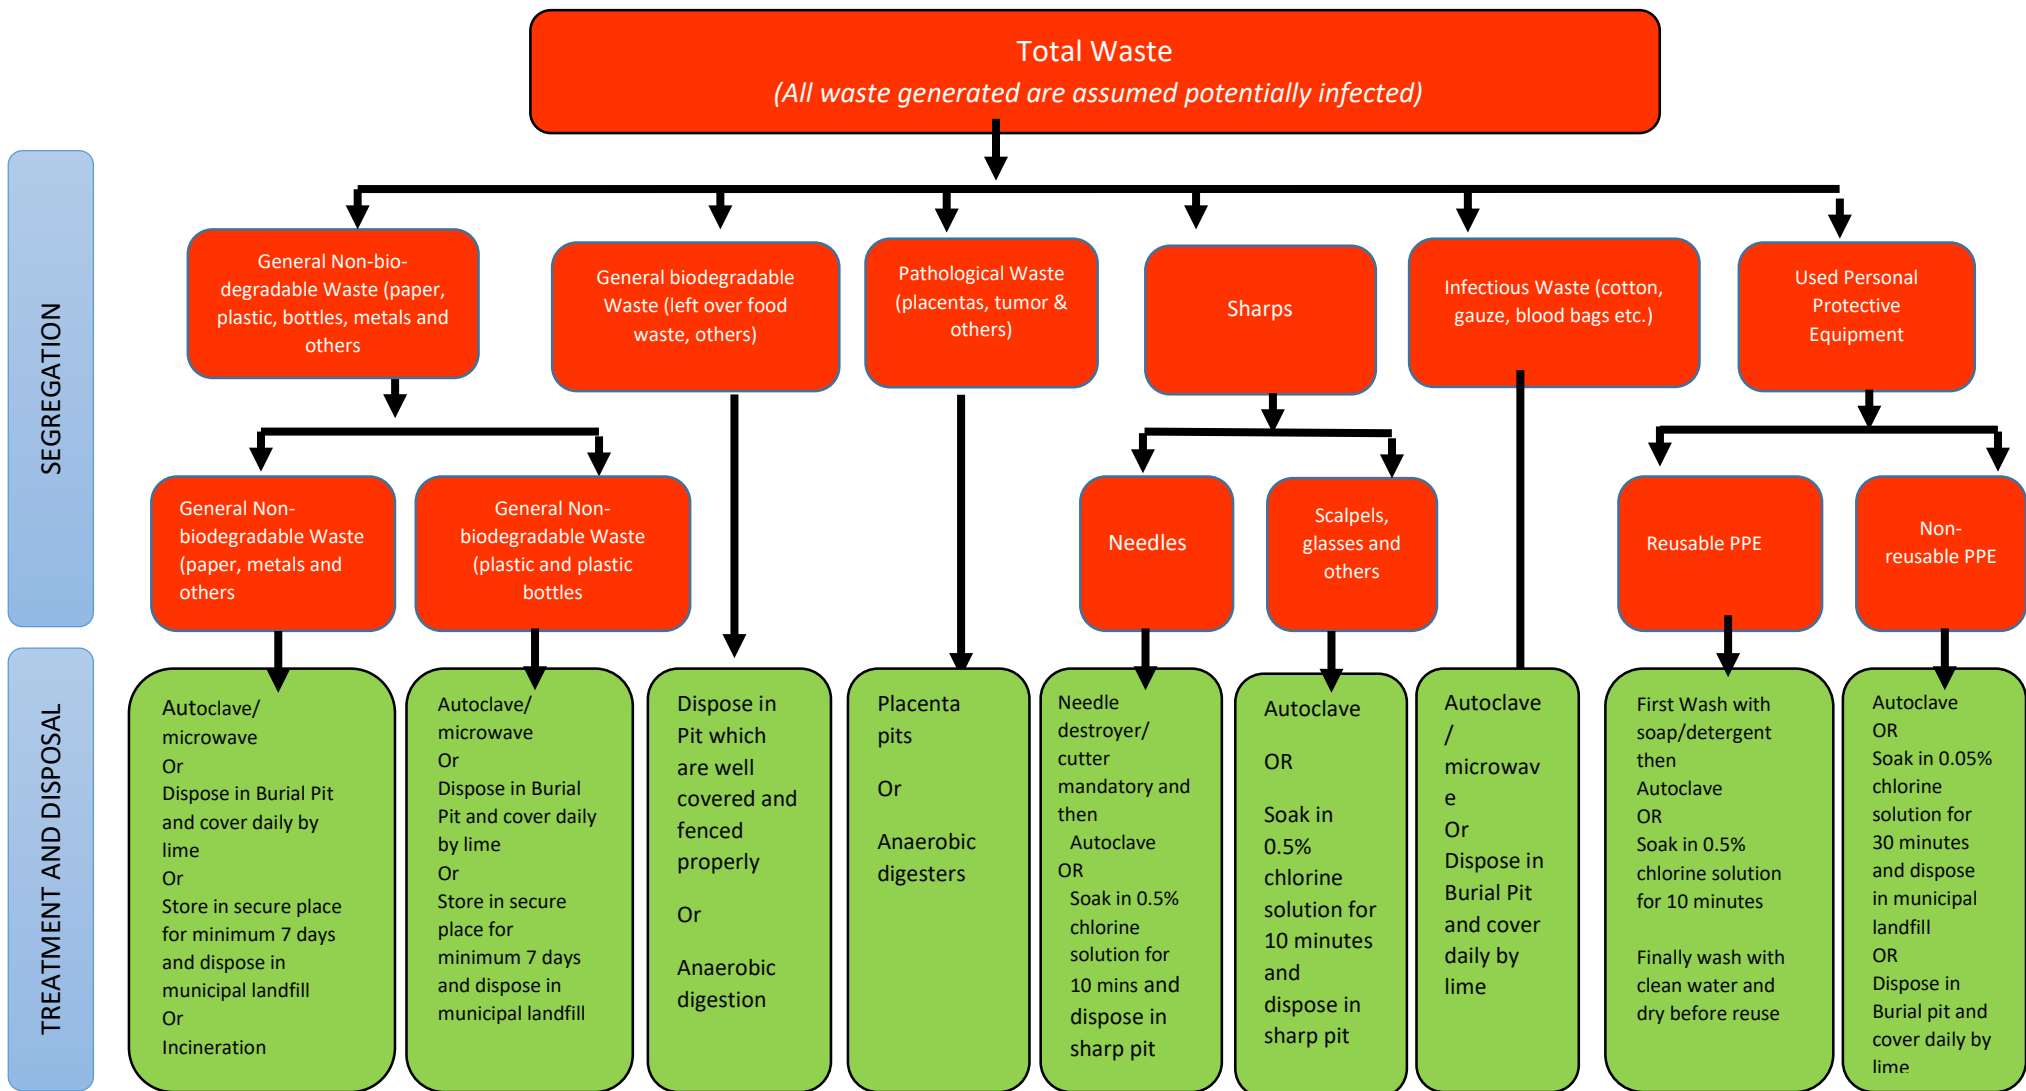 Total Waste
(All waste generated are assumed potentially infected)
SEGREGATION
General Non-bio-
degradable Waste (paper,
plastic, bottles, metals and
others
General biodegradable
Waste (left over food
waste, others)
Pathological Waste
(placentas, tumor &
others)
Sharps
Infectious Waste (cotton,
gauze, blood bags etc.)
Used Personal
Protective
Equipment
General Non-
biodegradable Waste
(paper, metals and
others
General Non-
biodegradable Waste
(plastic and plastic
bottles
Needles
Scalpels,
glasses and
others
Reusable PPE
Non-
reusable PPE
TREATMENT AND DISPOSAL
Autoclave/
microwave
Or
Dispose in Burial Pit
and cover daily by
lime
Or
Store in secure place
for minimum 7 days
and dispose in
municipal landfill
Or
Incineration
Autoclave/
microwave
Or
Dispose in Burial
Pit and cover daily
by lime
Or
Store in secure
place for
minimum 7 days
and dispose in
municipal landfill
Dispose in
Pit which
are well
covered and
fenced
properly
Or
Anaerobic
digestion
Placenta
pits
Or
Anaerobic
digesters
Needle
destroyer/
cutter
mandatory and
then
Autoclave
OR
Soak in 0.5%
chlorine
solution for
10 mins and
dispose in
sharp pit
Autoclave
OR
Soak in
0.5%
chlorine
solution for
10 minutes
and
dispose in
sharp pit
Autoclave
/
microwav
e
Or
Dispose in
Burial Pit
and cover
daily by
lime
First Wash with
soap/detergent
then
Autoclave
OR
Soak in 0.5%
chlorine solution
for 10 minutes
Finally wash with
clean water and
dry before reuse
Autoclave
OR
Soak in 0.05%
chlorine
solution for
30 minutes
and dispose
in municipal
landfill
OR
Dispose in
Burial pit and
cover daily by
lime